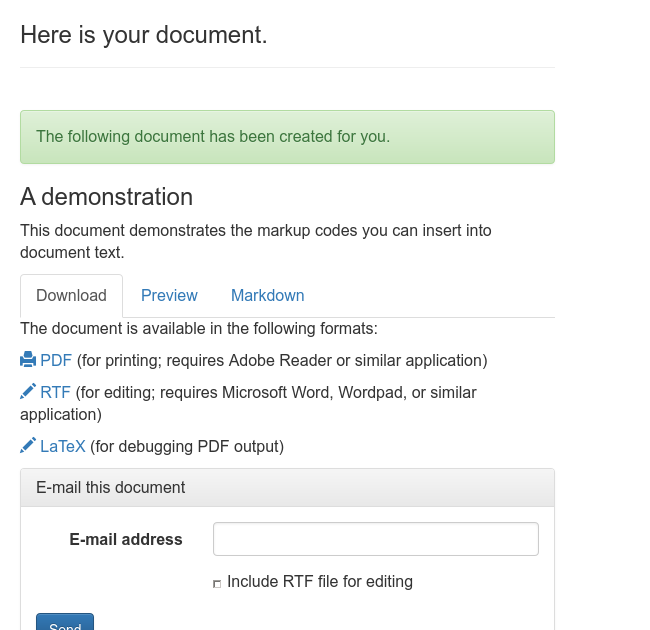 Here is your document.
The following document has been created for you.
A demonstration
This document demonstrates the markup codes you can insert into
document text.
Download Preview Markdown
The document is available in the following formats:
PDF (for printing; requires Adobe Reader or similar application)
RTF (for editing; requires Microsoft Word, Wordpad, or similar
application)
LaTeX (for debugging PDF output)
E-mail this document
E-mail address
Include RTF file for editing
Send